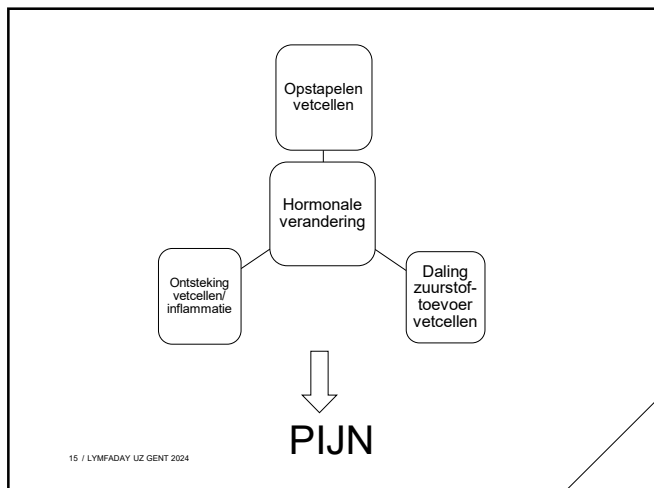 Opstapelen
vetcellen
Hormonale
verandering
Ontsteking
vetcellen/
inflammatie
Daling
zuurstof-
toevoer
vetcellen
PIJN
15 / LYMFADAY UZ GENT 2024